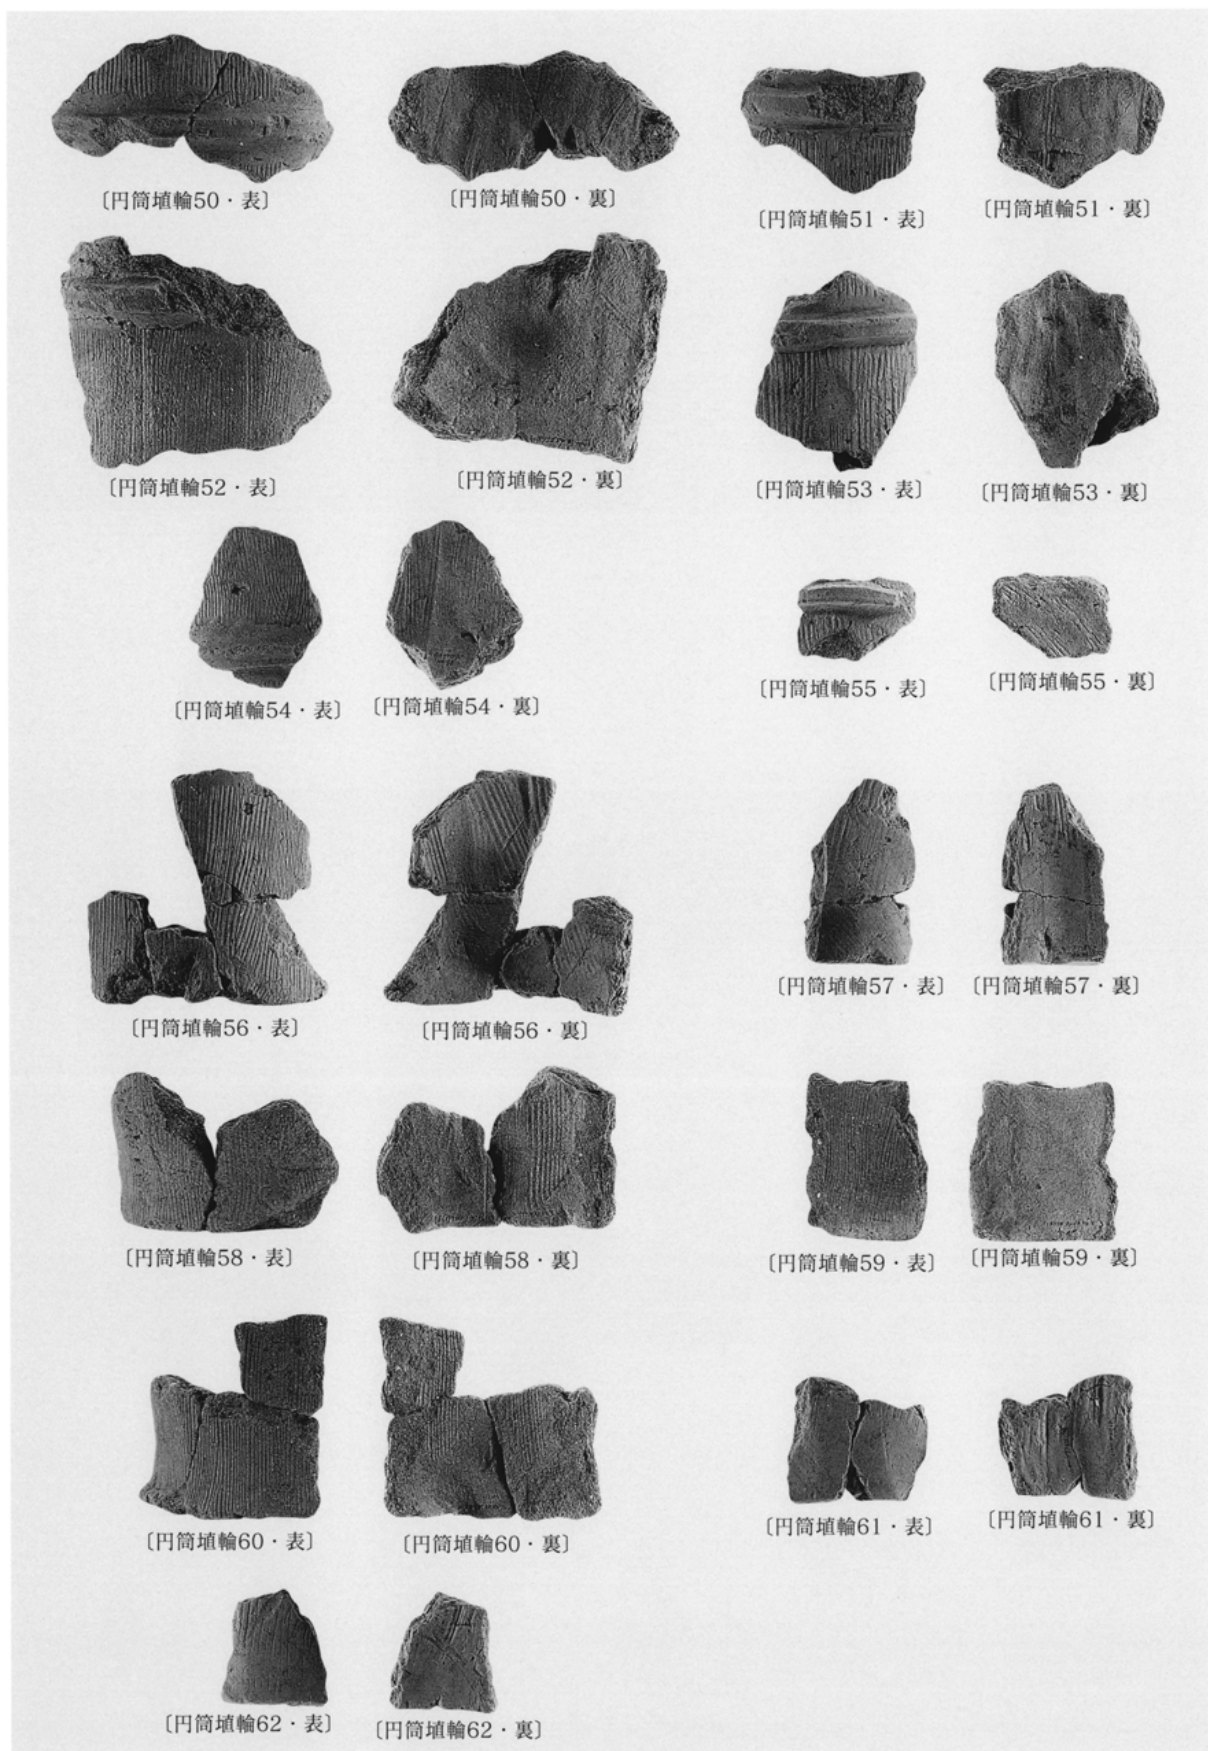 〔円筒埴輪50・表〕
〔円筒埴輪50・裏〕
〔円筒埴輪51・表〕
〔円筒埴輪51・裏〕
〔円筒埴輪52・表〕
〔円筒埴輪52・裏〕
〔円筒埴輪53・表〕
〔円筒埴輪53・裏〕
〔円筒埴輪54・表〕
〔円筒埴輪54・裏〕
〔円筒埴輪55・表〕
〔円筒埴輪55・裏〕
〔円筒埴輪56・表〕
〔円筒埴輪56・裏〕
〔円筒埴輪57・表〕
〔円筒埴輪57・裏〕
〔円筒埴輪58・表〕
〔円筒埴輪58・裏〕
〔円筒埴輪59・表〕
〔円筒埴輪59・裏〕
〔円筒埴輪60・表〕
〔円筒埴輪60・裏〕
〔円筒埴輪61・表〕
〔円筒埴輪61・裏〕
〔円筒埴輪62・表〕
〔円筒埴輪62・裏〕